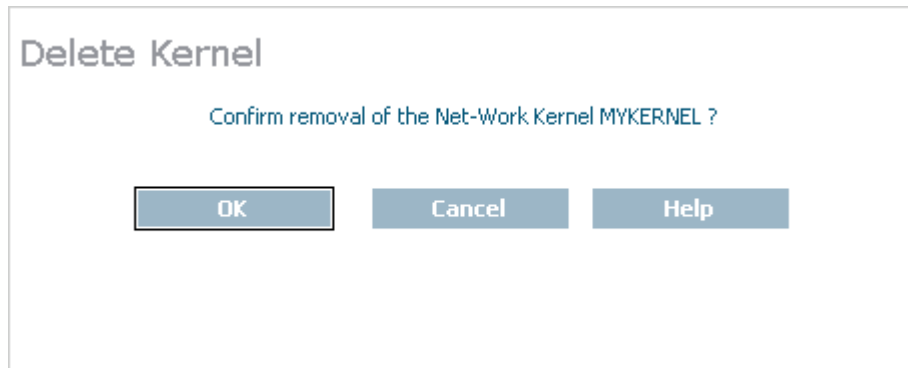 Delete Kernel
Confirm removal of the Net-Work Kernel MYKERNEL ?
OK Cancel Help